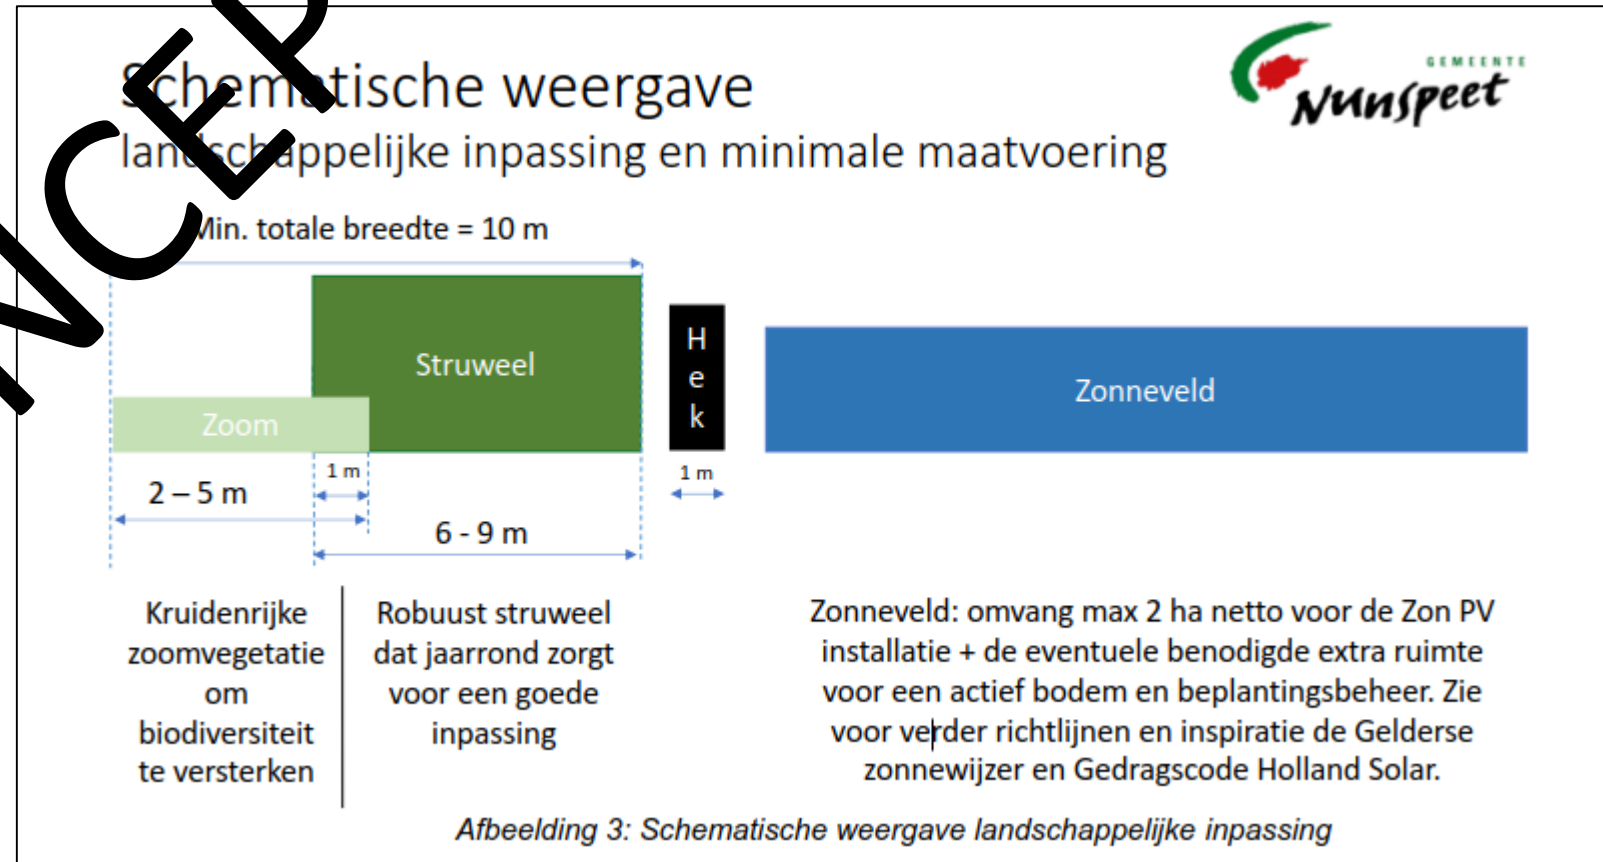 GEMEENTE
Nunspeet
Schematische weergave
landschappelijke inpassing en minimale maatvoering
Min. totale breedte = 10 m
Struweel
Hek
Zonneveld
Zoom
1 m
1 m
2 – 5 m
6 - 9 m
Kruidenrijke
zoomvegetatie
om
biodiversiteit
te versterken
Robuust struweel
dat jaarrond zorgt
voor een goede
inpassing
Zonneveld: omvang max 2 ha netto voor de Zon PV
installatie + de eventuele benodigde extra ruimte
voor een actief bodem en beplantingsbeheer. Zie
voor verder richtlijnen en inspiratie de Gelderse
zonnewijzer en Gedragscode Holland Solar.
Afbeelding 3: Schematische weergave landschappelijke inpassing